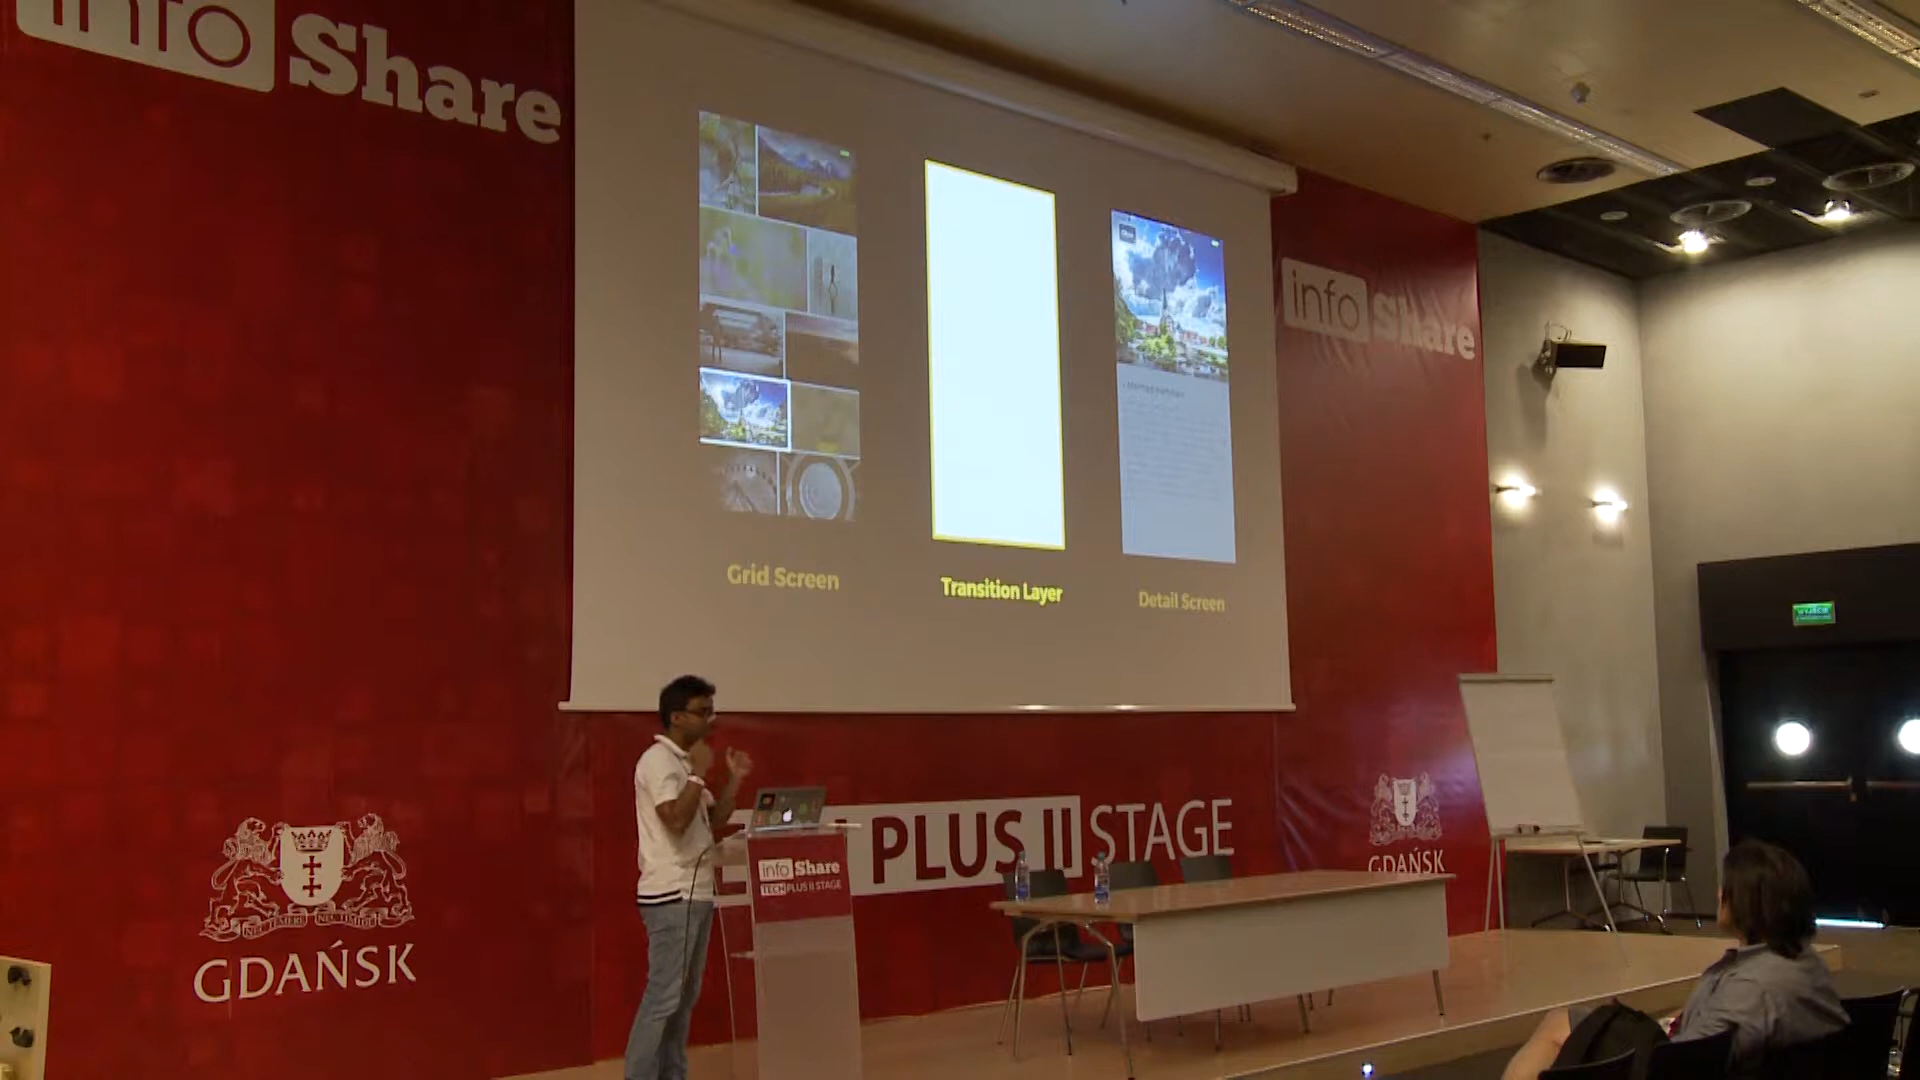 info Share
Grid Screen
Transition Layer
Detail Screen
info Share
WYJŚCIE
PLUS II STAGE
info Share
TECH PLUS II STAGE
GDAŃSK
GDAŃSK